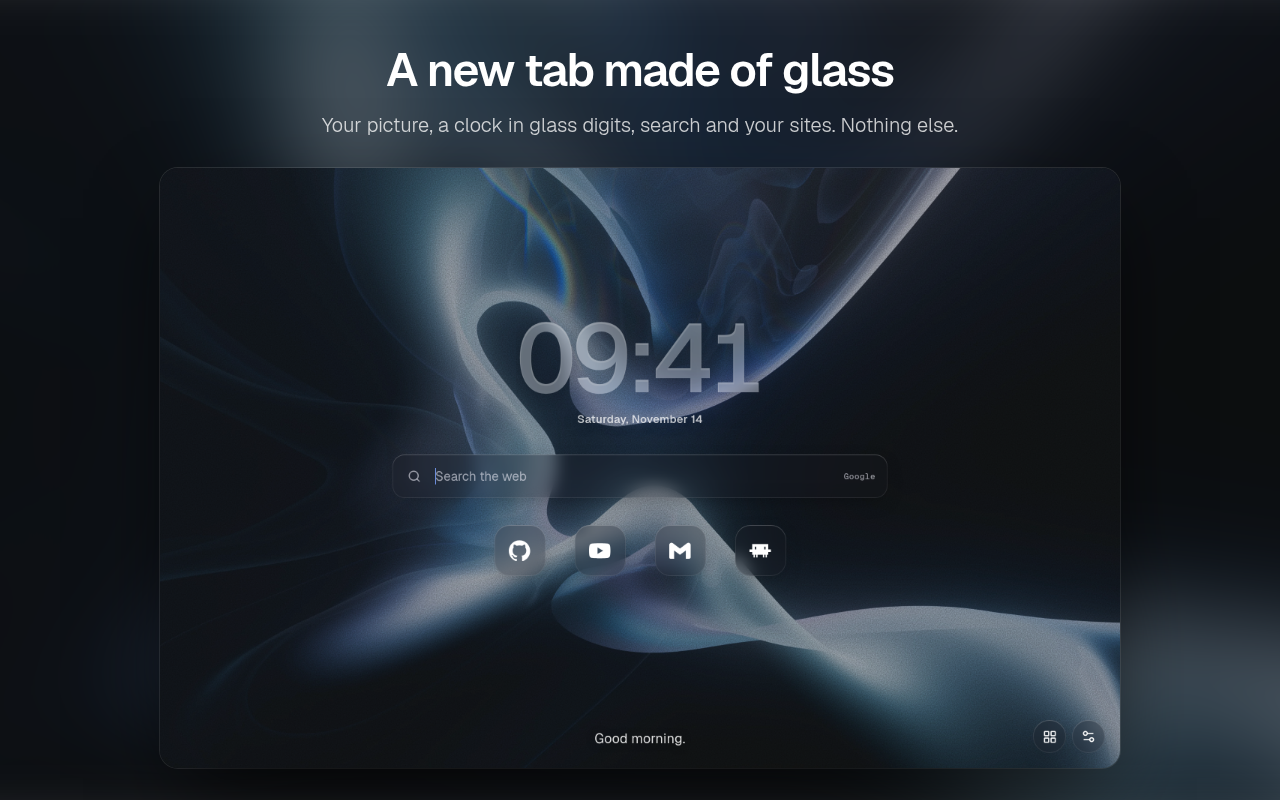 A new tab made of glass
Your picture, a clock in glass digits, search and your sites. Nothing else.
09:41
Saturday, November 14
Search the web
Google
Good morning.